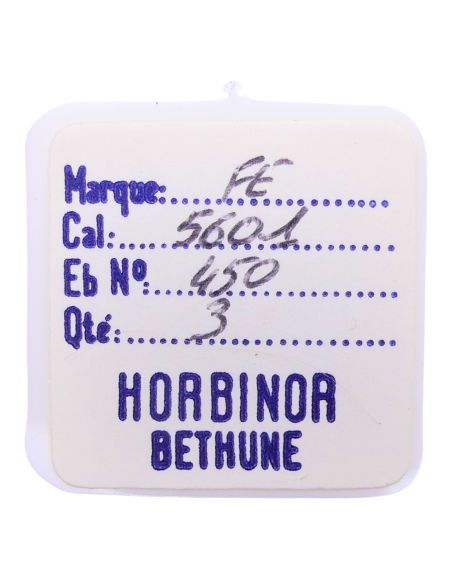 Marque: FE
Cal: 5601
Eb Nº: 450
Qté: 3
HORBINOR
BETHUNE